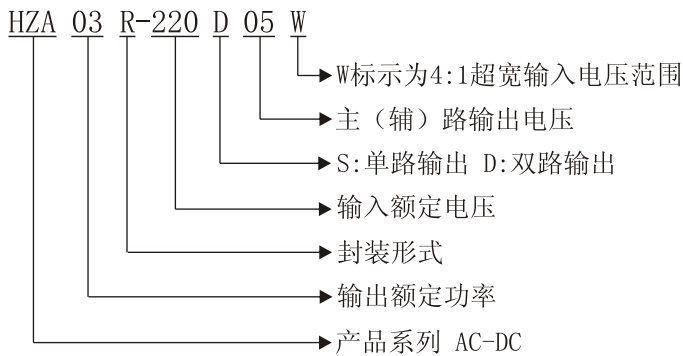 HZA 03 R-220 D 05 W
W标示为4:1超宽输入电压范围
主（辅）路输出电压
S:单路输出 D:双路输出
输入额定电压
封装形式
输出额定功率
产品系列 AC-DC